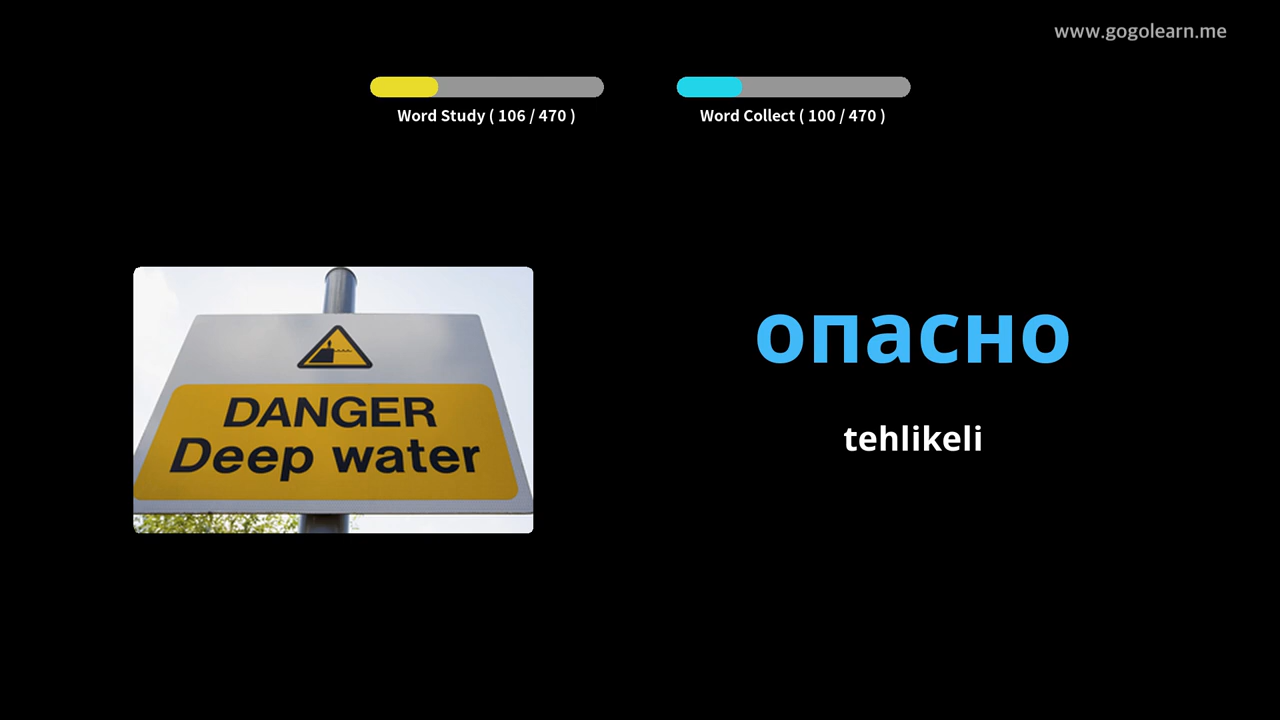 www.gogolearn.me
Word Study ( 106 / 470 )
Word Collect ( 100 / 470 )
DANGER
Deep water
опасно
tehlikeli